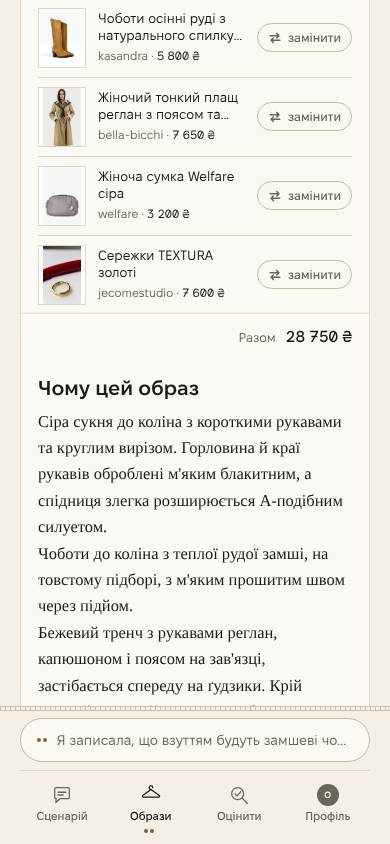 Чоботи осінні руді з
натурального спилку...
kasandra · 5 800 ₴
замінити
Жіночий тонкий плащ
реглан з поясом та...
bella-bicchi · 7 650 ₴
замінити
Жіноча сумка Welfare
сіра
welfare · 3 200 ₴
замінити
Сережки TEXTURA
золоті
jecomestudio · 7 600 ₴
замінити
Разом 28 750 ₴
Чому цей образ
Сіра сукня до коліна з короткими рукавами
та круглим вирізом. Горловина й краї
рукавів оброблені м'яким блакитним, а
спідниця злегка розширюється А-подібним
силуетом.
Чоботи до коліна з теплої рудої замші, на
товстому підборі, з м'яким прошитим швом
через підйом.
Бежевий тренч з рукавами реглан,
капюшоном і поясом на зав'язці,
застібається спереду на ґудзики. Крій
Я записала, що взуттям будуть замшеві чо...
Сценарій
Образи
Оцінити
О
Профіль